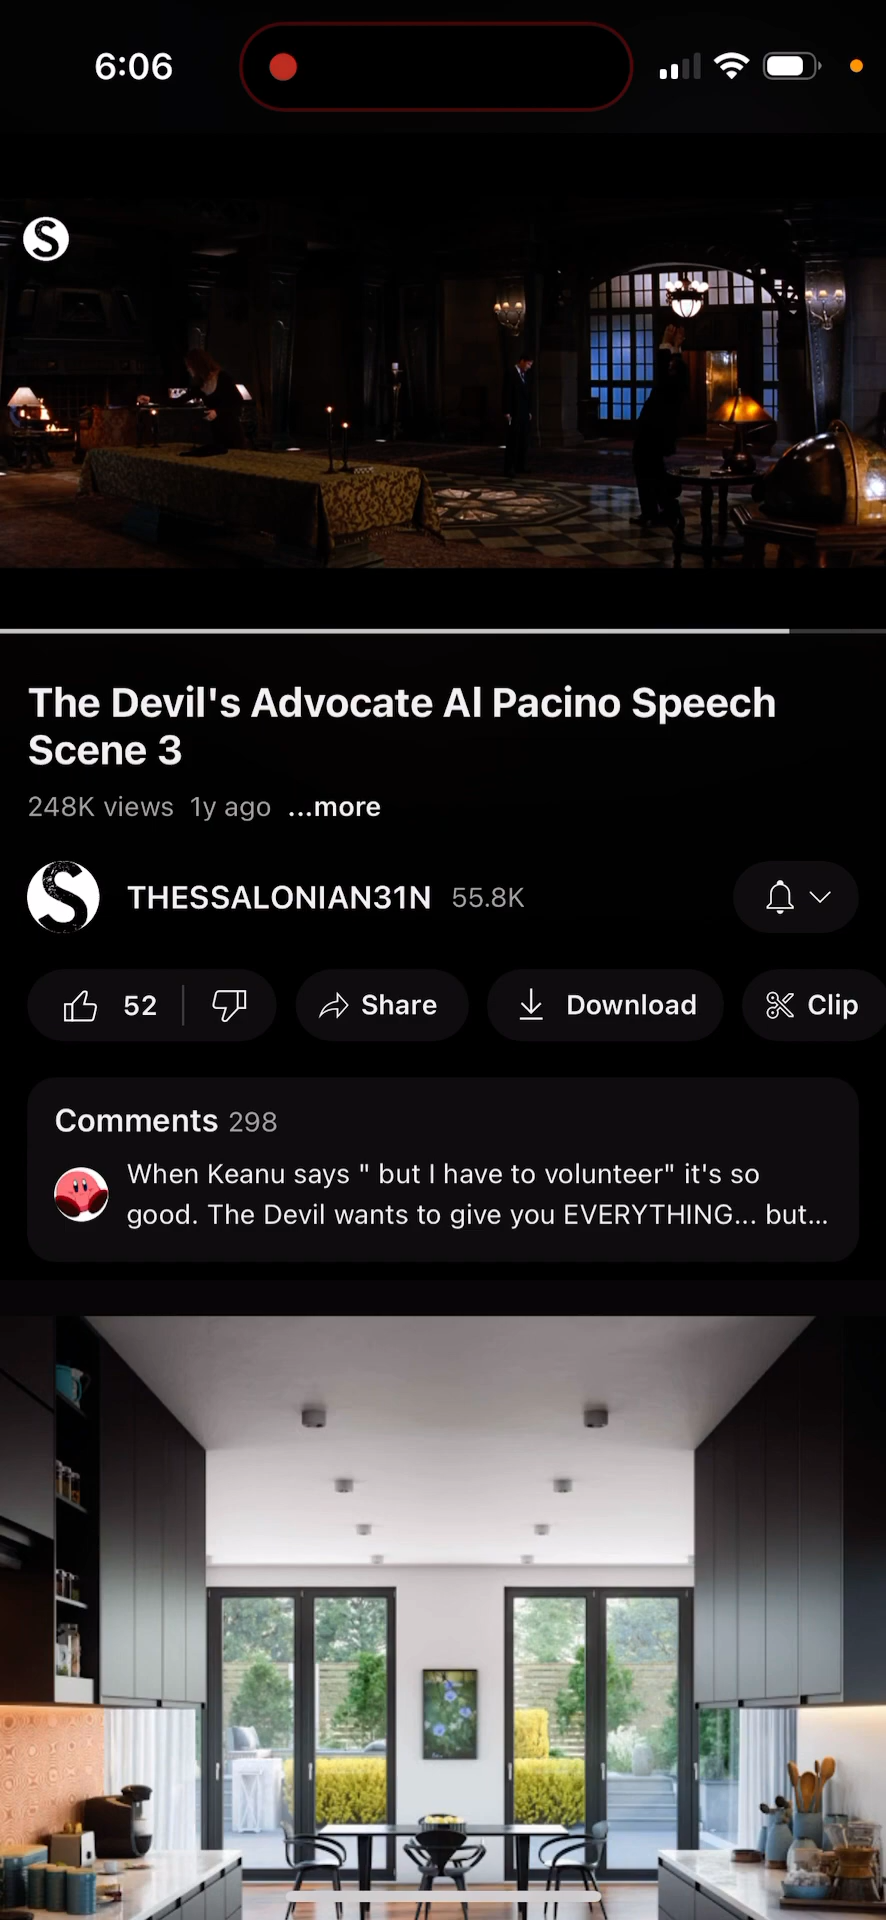 6:06
S
The Devil's Advocate Al Pacino Speech
Scene 3
248K views 1y ago ...more
S THESSALONIAN31N 55.8K
52 Share Download Clip
Comments 298
When Keanu says " but I have to volunteer" it's so
good. The Devil wants to give you EVERYTHING... but...